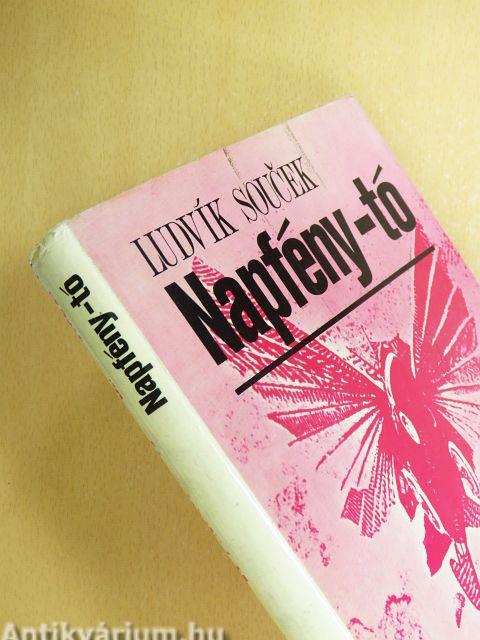 LUDVÍK SOUČEK
Napfény-tó
Napfény-tó
Antikvárium.hu